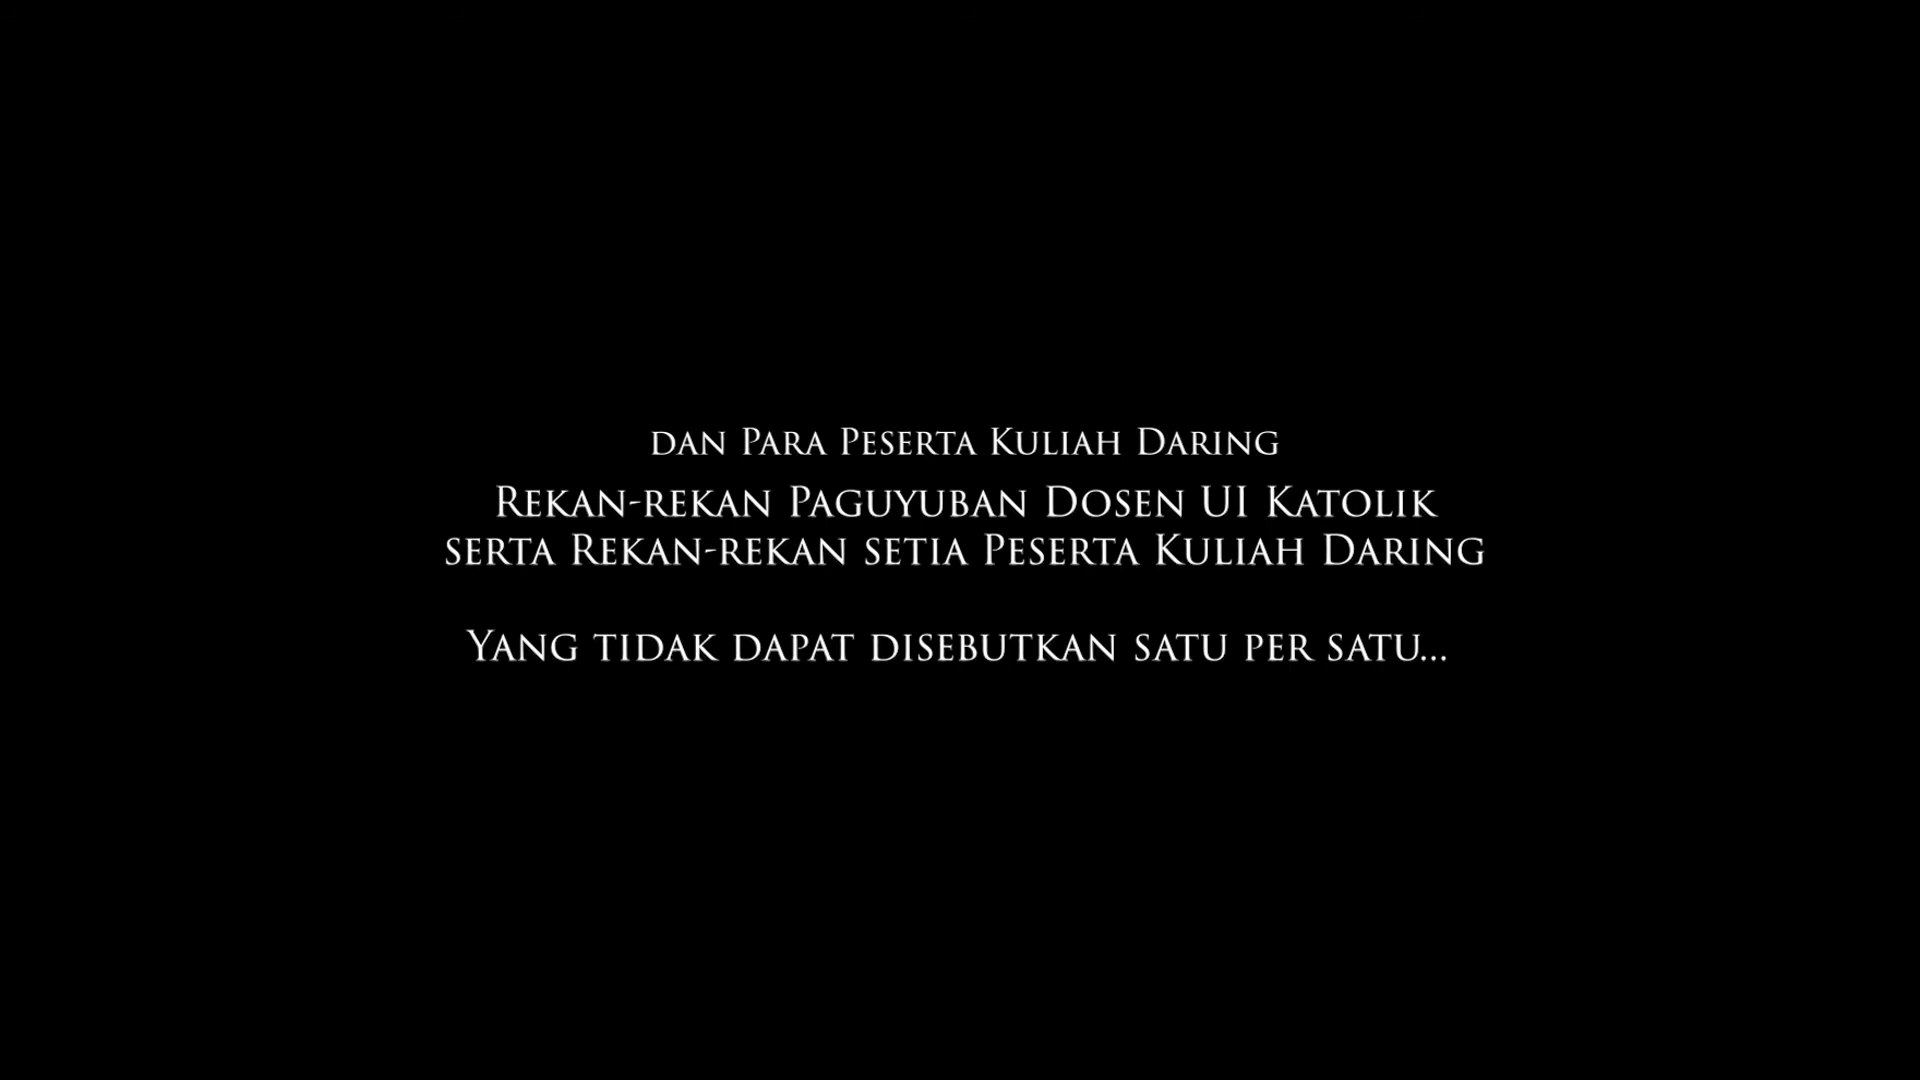 dan Para Peserta Kuliah Daring
Rekan-rekan Paguyuban Dosen UI Katolik
serta Rekan-rekan setia Peserta Kuliah Daring
Yang tidak dapat disebutkan satu per satu...